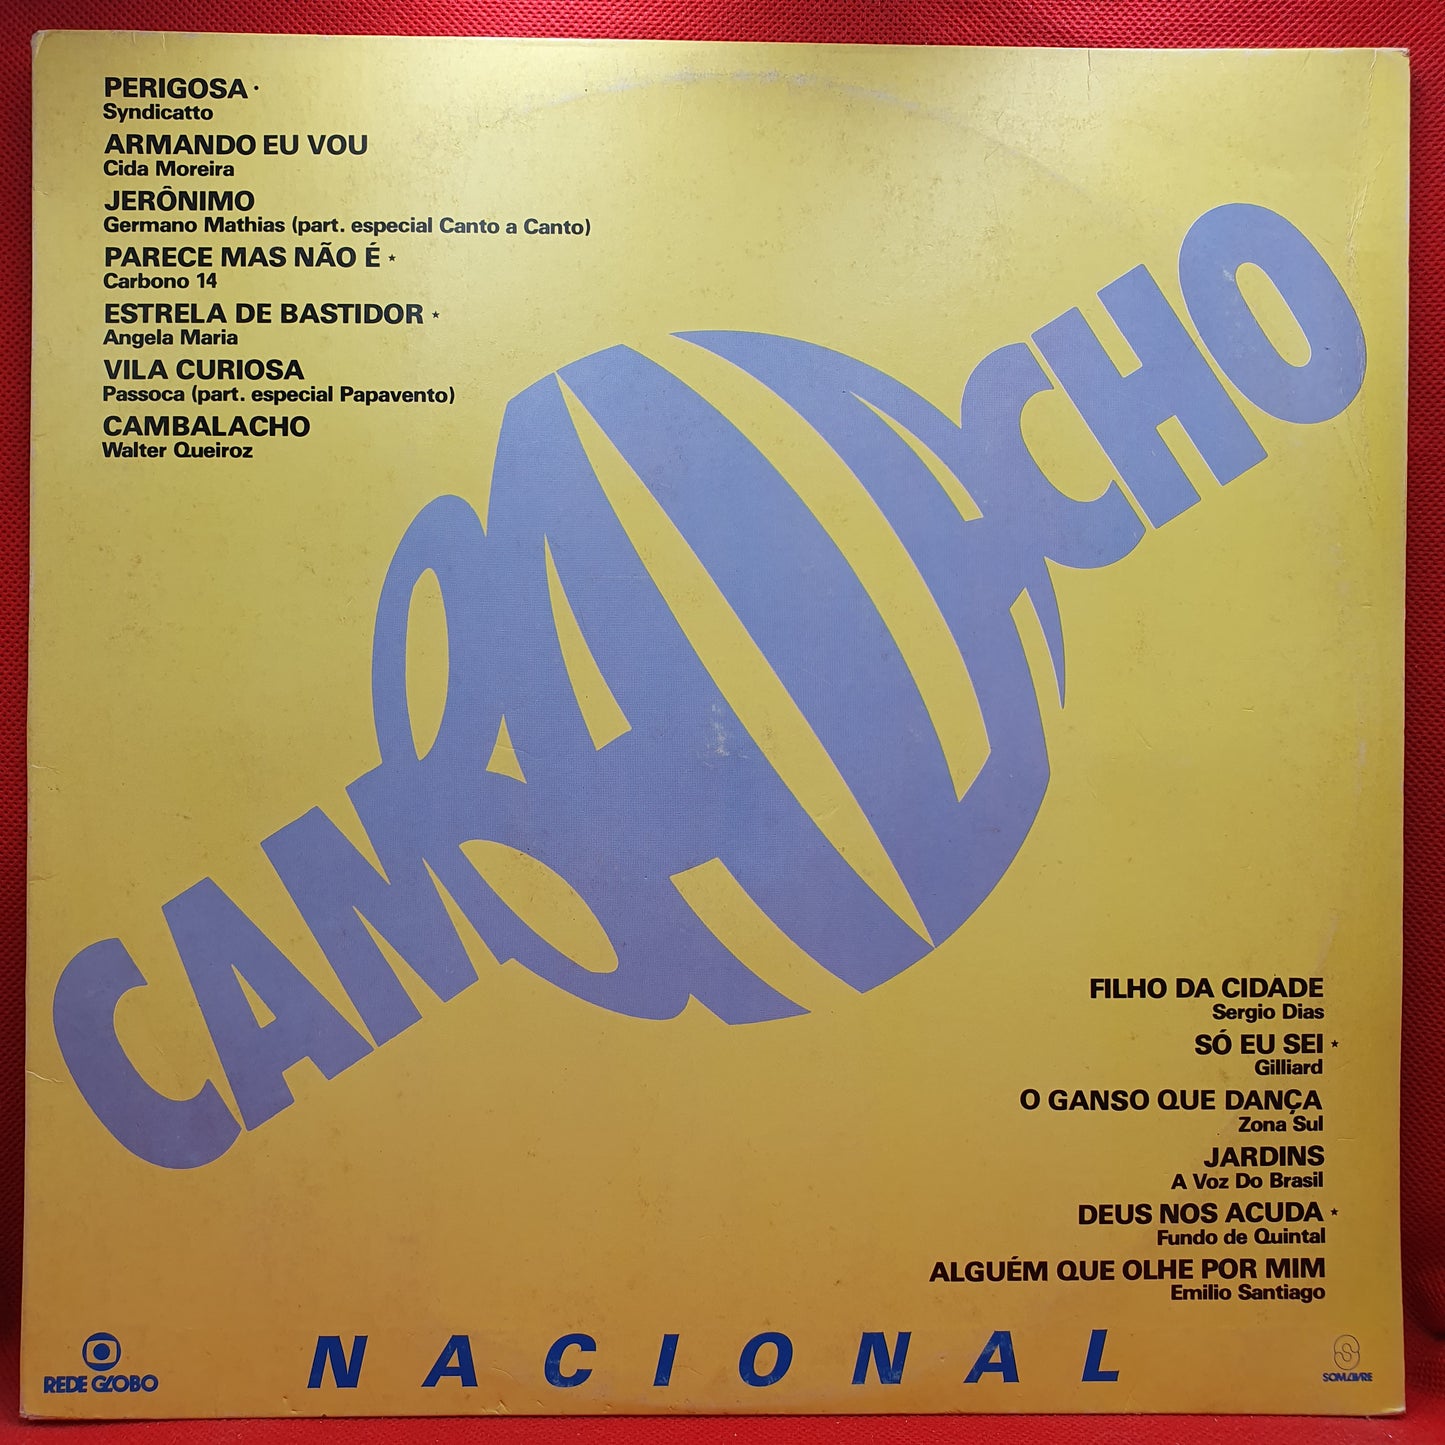 PERIGOSA •
Syndicatto
ARMANDO EU VOU
Cida Moreira
JERÔNIMO
Germano Mathias (part. especial Canto a Canto)
PARECE MAS NÃO É ★
Carbono 14
ESTRELA DE BASTIDOR ★
Angela Maria
VILA CURIOSA
Passoca (part. especial Papavento)
CAMBALACHO
Walter Queiroz
CAMBALACHO
FILHO DA CIDADE
Sergio Dias
SÓ EU SEI ★
Gilliard
O GANSO QUE DANÇA
Zona Sul
JARDINS
A Voz Do Brasil
DEUS NOS ACUDA ★
Fundo de Quintal
ALGUÉM QUE OLHE POR MIM
Emilio Santiago
NACIONAL
REDE GLOBO
SOM LIVRE